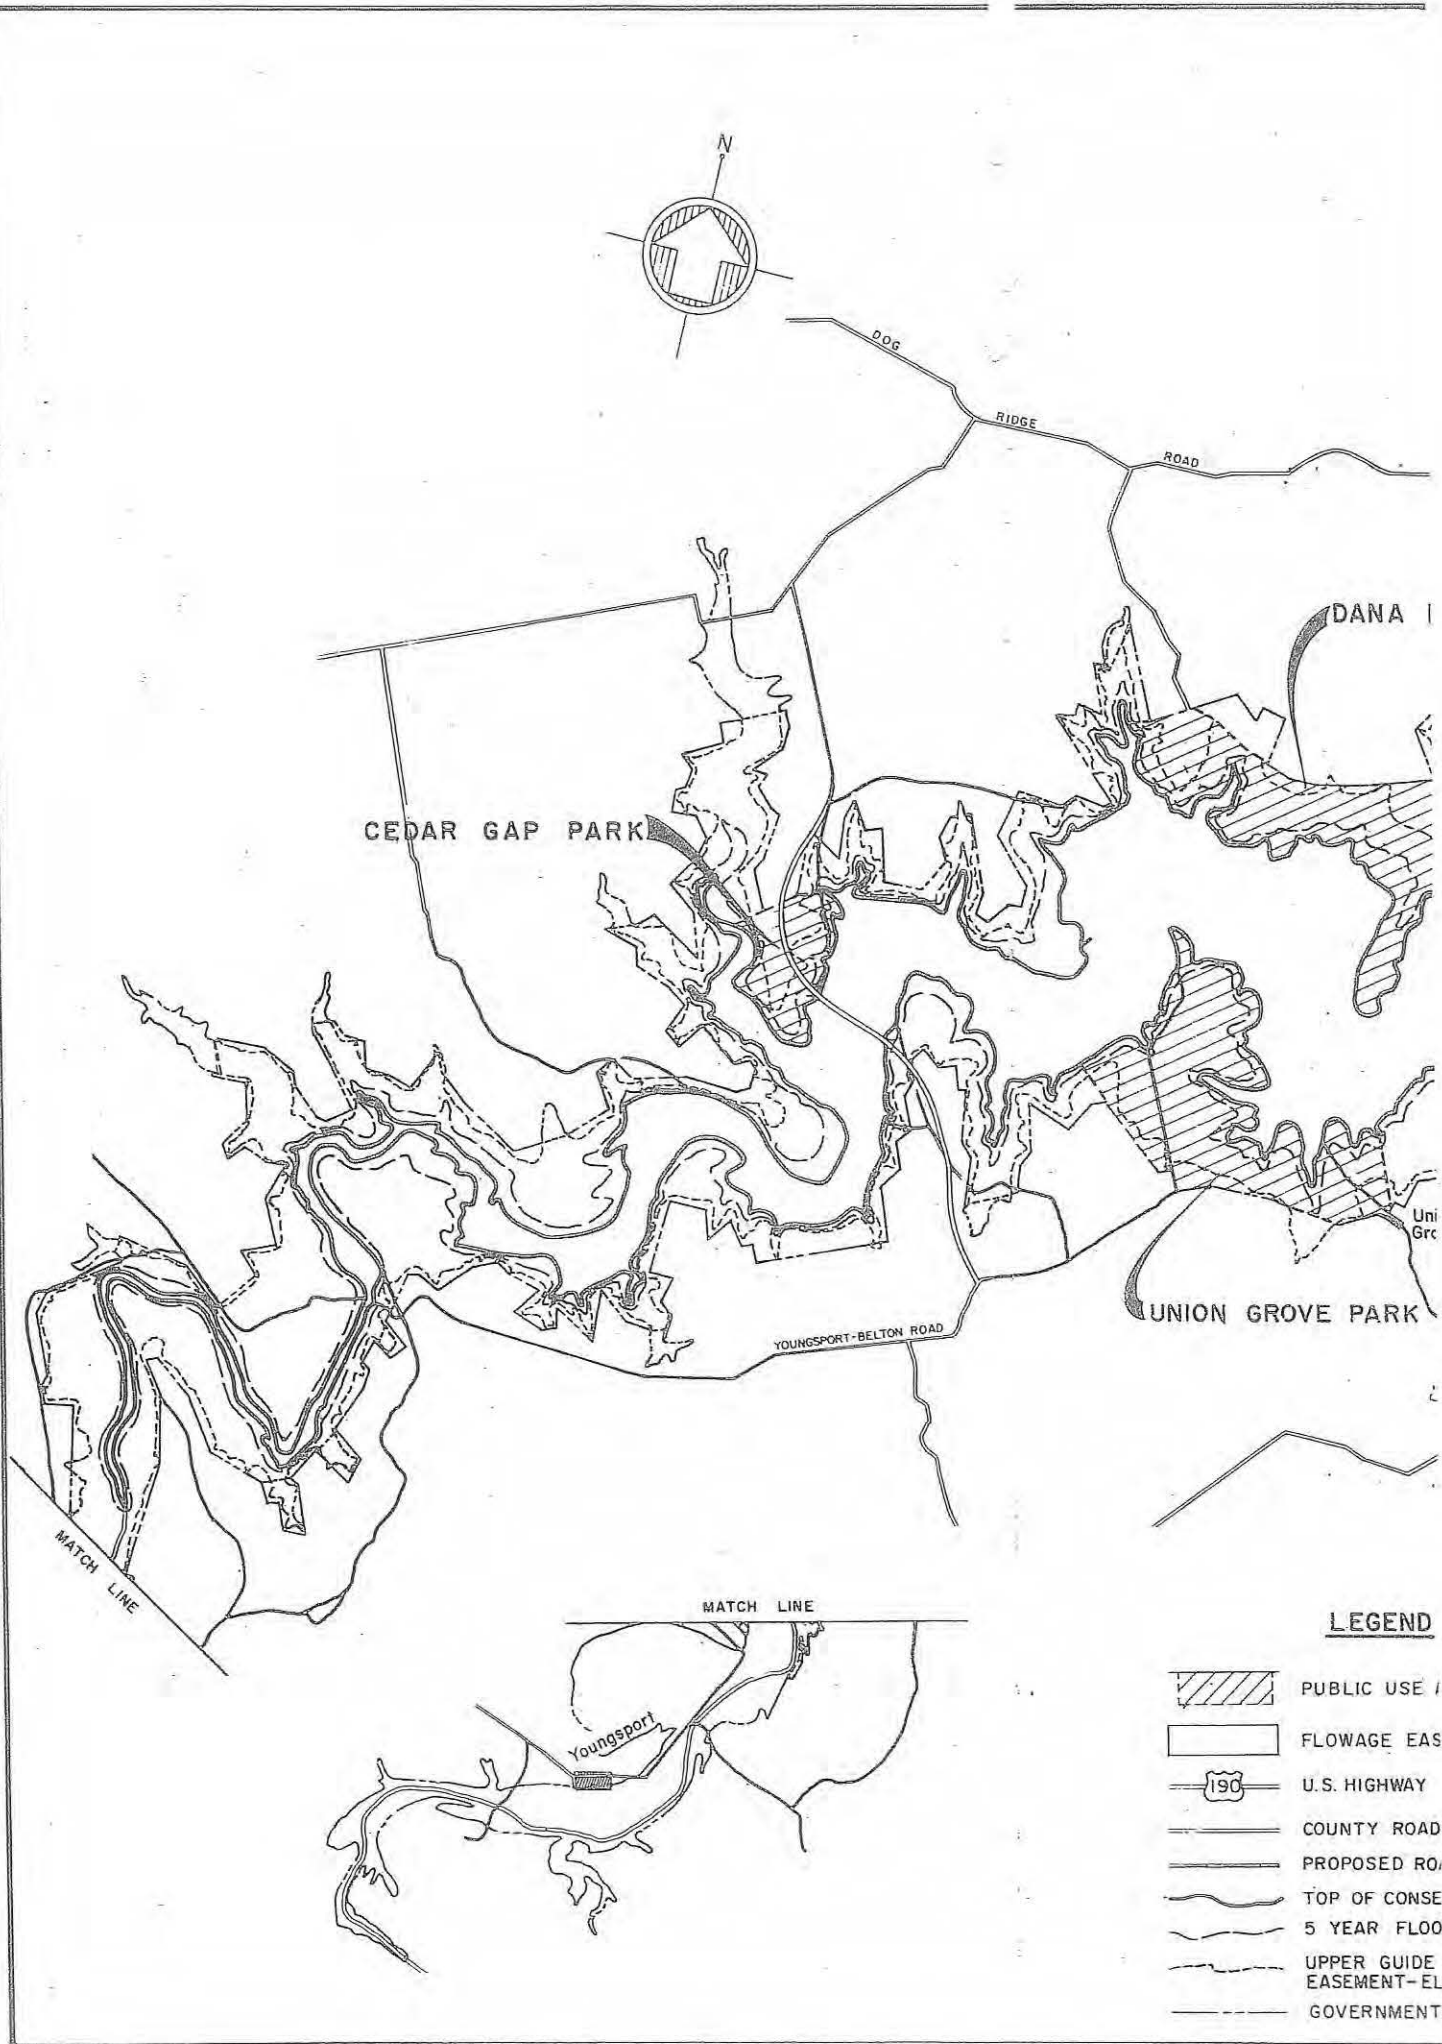 N
DOG
RIDGE
ROAD
DANA
CEDAR GAP PARK
Uni
Gro
UNION GROVE PARK
YOUNGSPORT-BELTON ROAD
MATCH LINE
MATCH LINE
Youngsport
LEGEND
PUBLIC USE
FLOWAGE EAS
190 U.S. HIGHWAY
COUNTY ROAD
PROPOSED RO
TOP OF CONSE
5 YEAR FLOO
UPPER GUIDE
EASEMENT-EL
GOVERNMENT